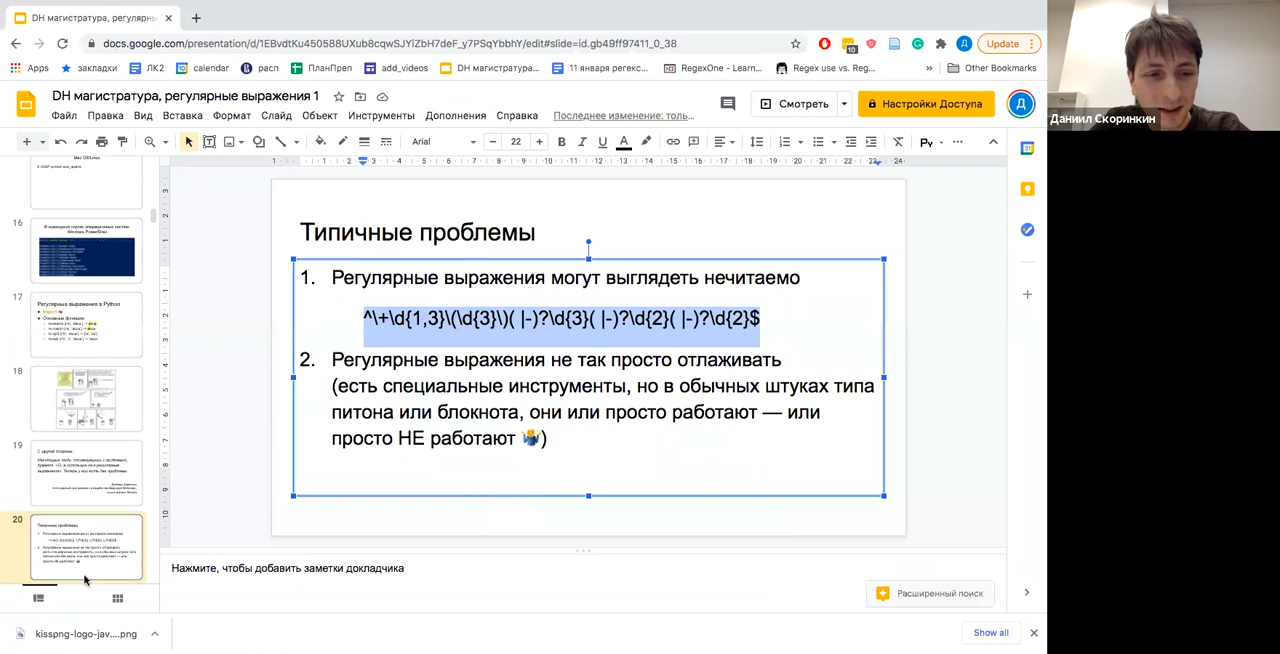 DH магистратура, регулярны
docs.google.com/presentation/d/1EBvdtKu450588UXub8cqwSJYiZbH7deF_y7PSqYbbhY/edit#slide=id.gb49ff97411_0_38
10
Д
Update
Apps
закладки
ЛК2
calendar
расп
ПланПреп
add_videos
DH магистратура...
11 января регекс...
RegexOne - Learn...
Regex use vs. Reg...
»
Other Bookmarks
DH магистратура, регулярные выражения 1
Файл Правка Вид Вставка Формат Слайд Объект Инструменты Дополнения Справка
Последнее изменение: толь...
Смотреть
Настройки Доступа
Д
Даниил Скоринкин
Arial
22
16
В командной строке операционных систем
Windows PowerShell
17
Регулярные выражения в Python
import re
Основные функции:
18
19
С другой стороны
20
Типичные проблемы
1. Регулярные выражения могут выглядеть нечитаемо
^\+\d{1,3}\(\d{3}\)( |-)?\d{3}( |-)?\d{2}( |-)?\d{2}$
2. Регулярные выражения не так просто отлаживать
(есть специальные инструменты, но в обычных штуках типа
питона или блокнота, они или просто работают — или
просто НЕ работают 🤷)
Нажмите, чтобы добавить заметки докладчика
Расширенный поиск
kisspng-logo-jav....png
Show all